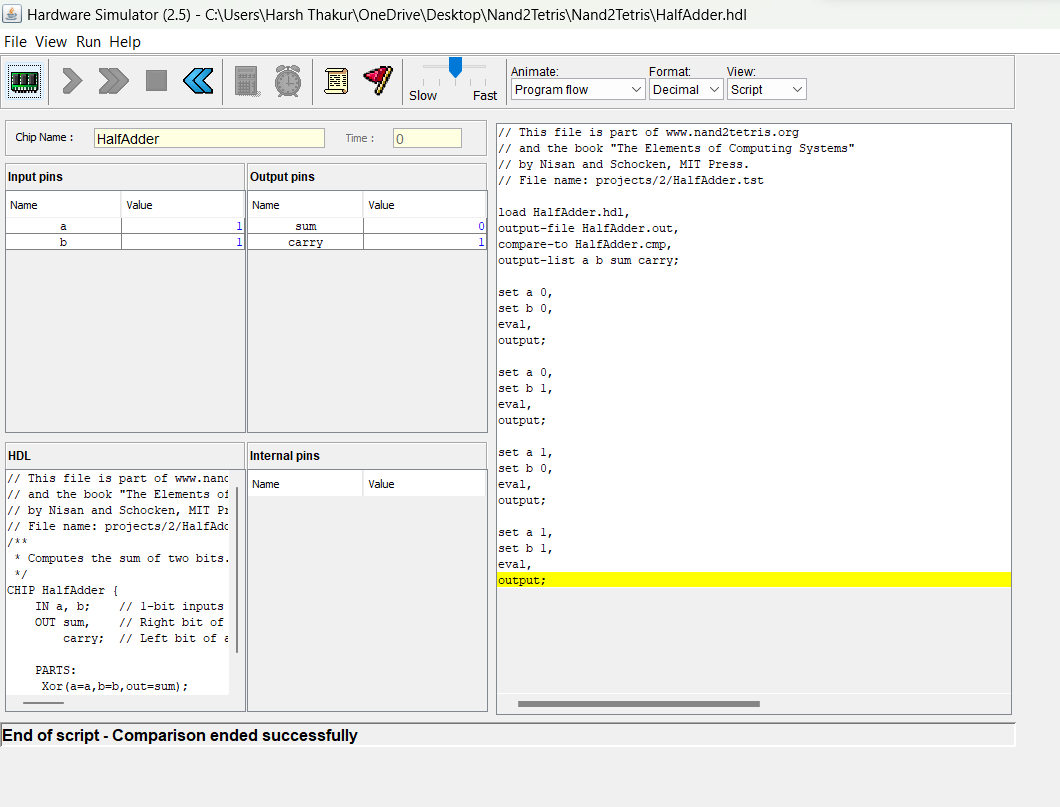 Hardware Simulator (2.5) - C:\Users\Harsh Thakur\OneDrive\Desktop\Nand2Tetris\Nand2Tetris\HalfAdder.hdl
File View Run Help
Slow Fast
Animate: Format: View:
Program flow Decimal Script
Chip Name : HalfAdder Time : 0
Input pins
Name Value
a 1
b 1
Output pins
Name Value
sum 0
carry 1
HDL
// This file is part of www.nand
// and the book "The Elements of
// by Nisan and Schocken, MIT Pr
// File name: projects/2/HalfAdd
/**
* Computes the sum of two bits.
*/
CHIP HalfAdder {
IN a, b; // 1-bit inputs
OUT sum, // Right bit of
carry; // Left bit of a
PARTS:
Xor(a=a,b=b,out=sum);
Internal pins
Name Value
// This file is part of www.nand2tetris.org
// and the book "The Elements of Computing Systems"
// by Nisan and Schocken, MIT Press.
// File name: projects/2/HalfAdder.tst
load HalfAdder.hdl,
output-file HalfAdder.out,
compare-to HalfAdder.cmp,
output-list a b sum carry;
set a 0,
set b 0,
eval,
output;
set a 0,
set b 1,
eval,
output;
set a 1,
set b 0,
eval,
output;
set a 1,
set b 1,
eval,
output;
End of script - Comparison ended successfully